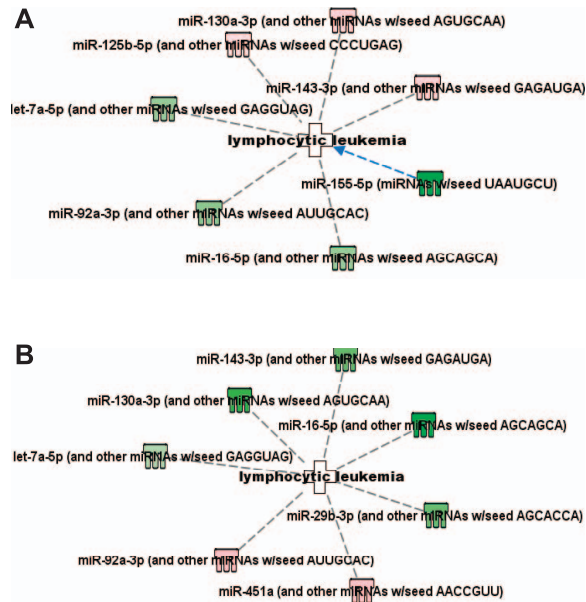 A
miR-130a-3p (and other miRNAs w/seed AGUGCAA)
miR-125b-5p (and other miRNAs w/seed CCCUGAG)
miR-143-3p (and other miRNAs w/seed GAGAUGA)
let-7a-5p (and other miRNAs w/seed GAGGUAG)
lymphocytic leukemia
miR-155-5p (miRNAs w/seed UAAUGCU)
miR-92a-3p (and other miRNAs w/seed AUUGCAC)
miR-16-5p (and other miRNAs w/seed AGCAGCA)
B
miR-143-3p (and other miRNAs w/seed GAGAUGA)
miR-130a-3p (and other miRNAs w/seed AGUGCAA)
miR-16-5p (and other miRNAs w/seed AGCAGCA)
let-7a-5p (and other miRNAs w/seed GAGGUAG)
lymphocytic leukemia
miR-29b-3p (and other miRNAs w/seed AGCACCA)
miR-92a-3p (and other miRNAs w/seed AUUGCAC)
miR-451a (and other miRNAs w/seed AACCGUU)